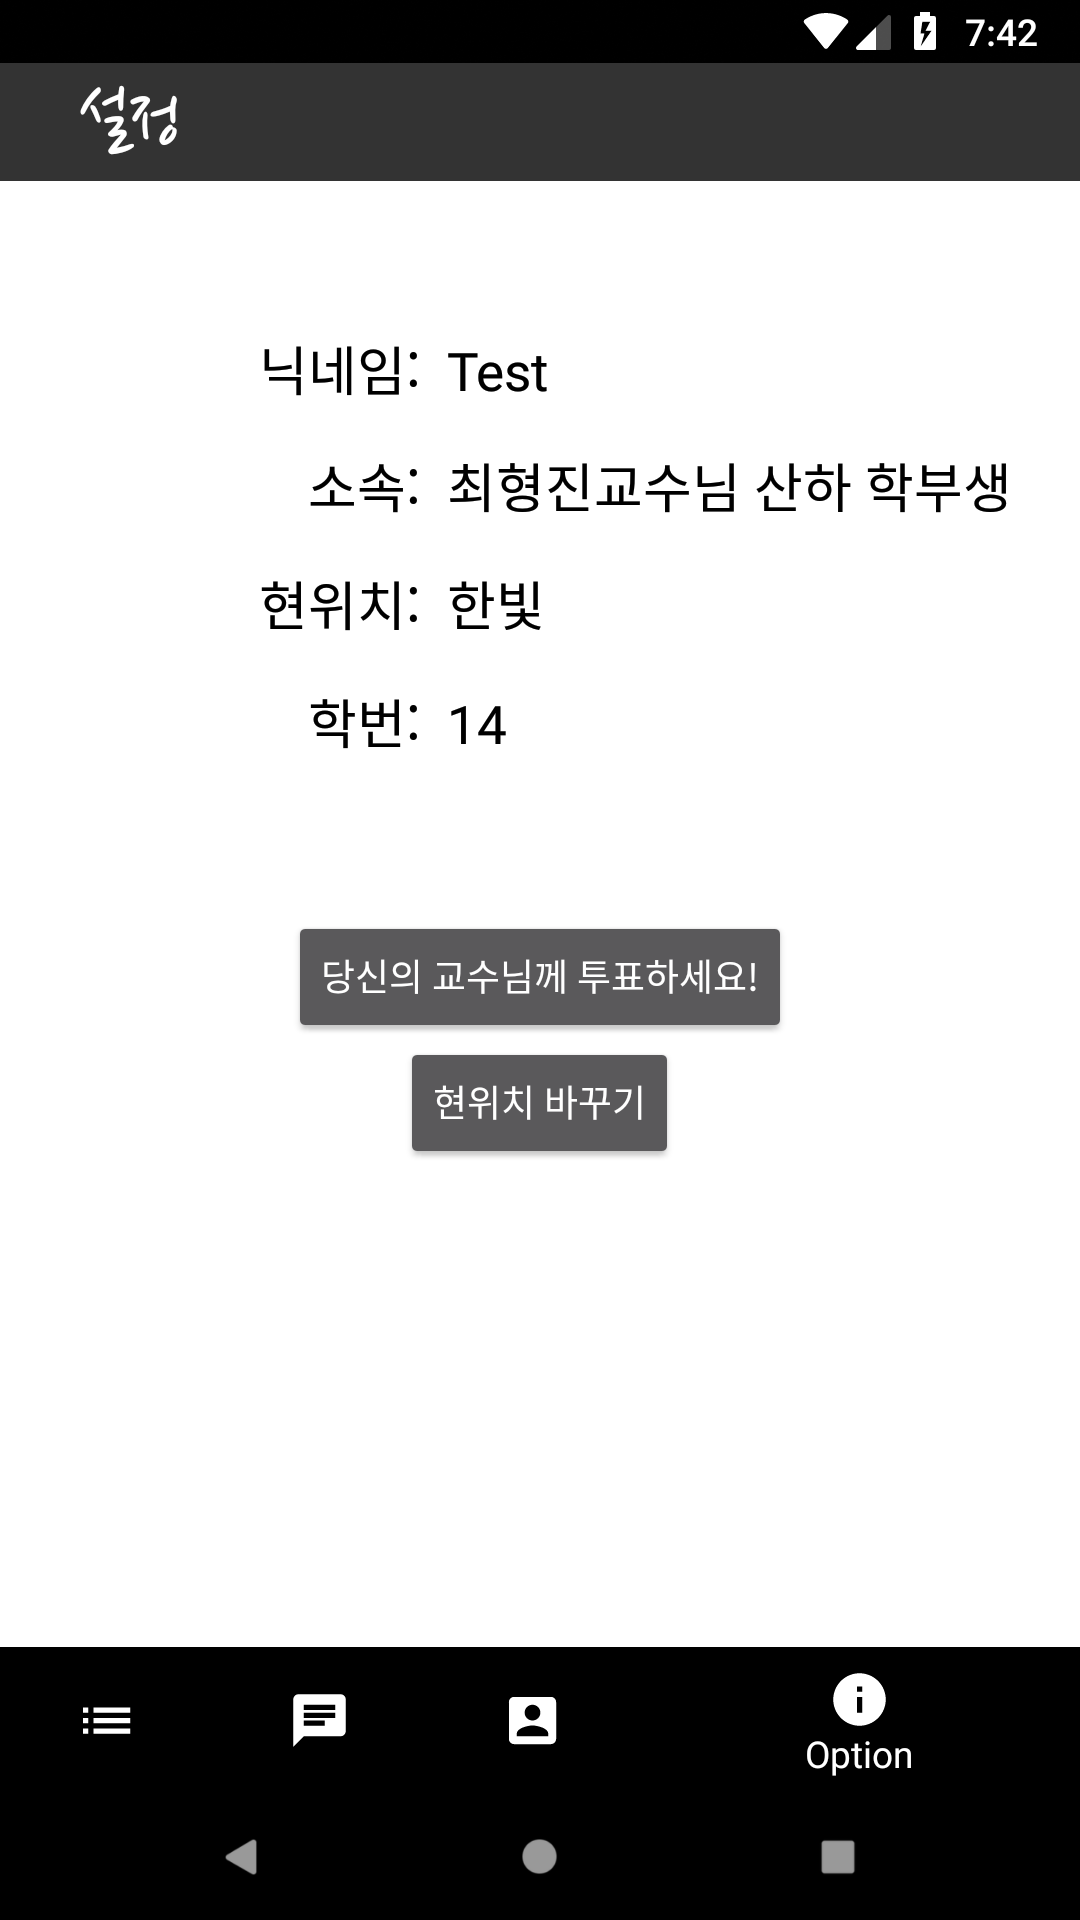 7:42
설정
닉네임: Test
소속: 최형진교수님 산하 학부생
현위치: 한빛
학번: 14
당신의 교수님께 투표하세요!
현위치 바꾸기
Option